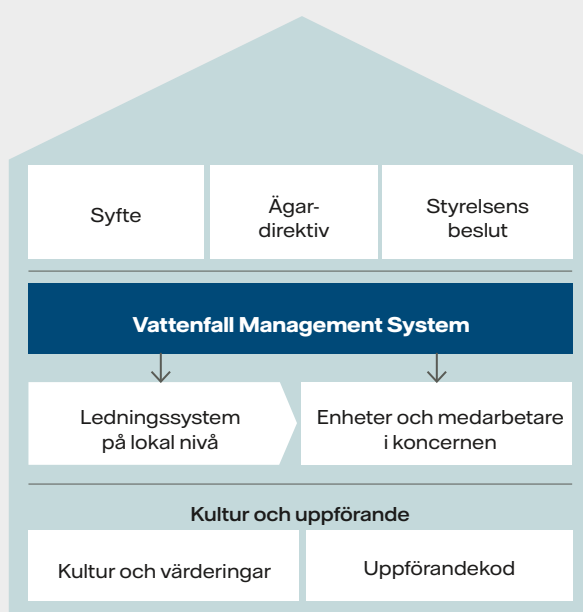 Syfte
Ägar-
direktiv
Styrelsens
beslut
Vattenfall Management System
Ledningssystem
på lokal nivå
Enheter och medarbetare
i koncernen
Kultur och uppförande
Kultur och värderingar
Uppförandekod